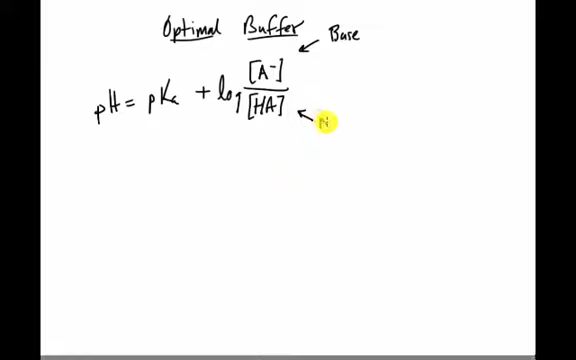 Optimal Buffer
Base
pH = pKa + log [A-]
[HA]